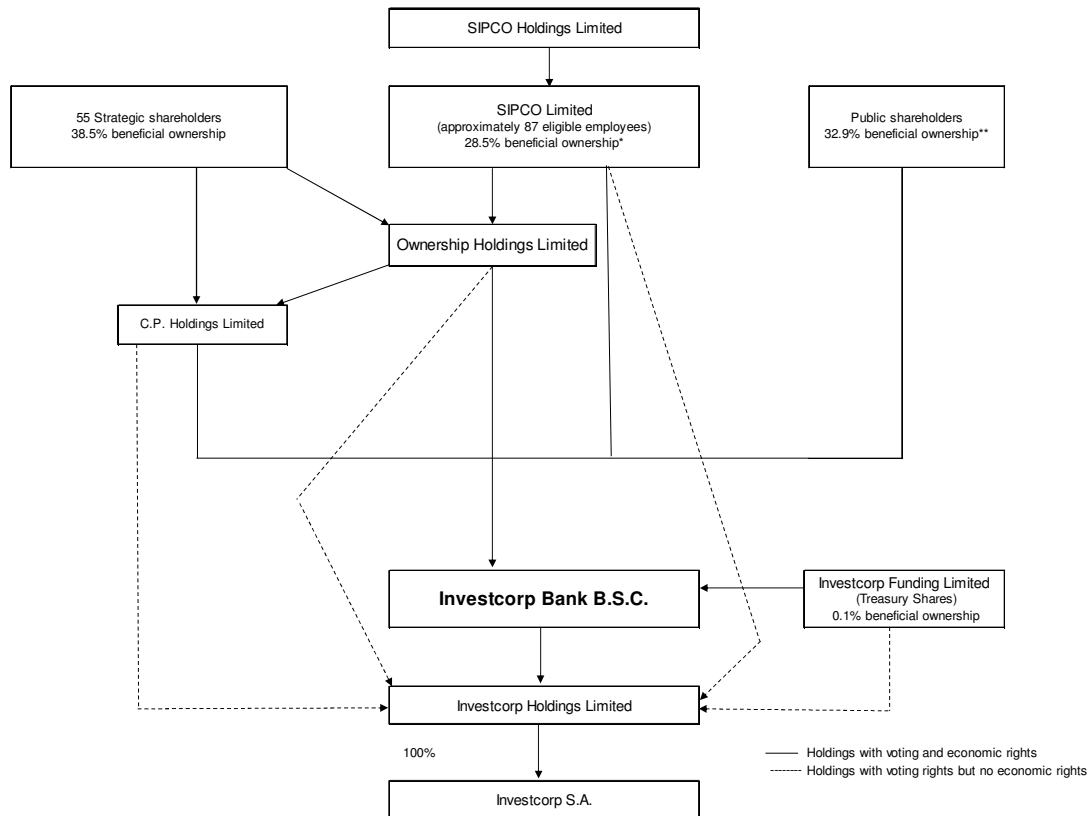 SIPCO Holdings Limited
55 Strategic shareholders
38.5% beneficial ownership
SIPCO Limited
(approximately 87 eligible employees)
28.5% beneficial ownership*
Public shareholders
32.9% beneficial ownership**
Ownership Holdings Limited
C.P. Holdings Limited
Investcorp Bank B.S.C.
Investcorp Funding Limited
(Treasury Shares)
0.1% beneficial ownership
Investcorp Holdings Limited
100%
Holdings with voting and economic rights
Holdings with voting rights but no economic rights
Investcorp S.A.